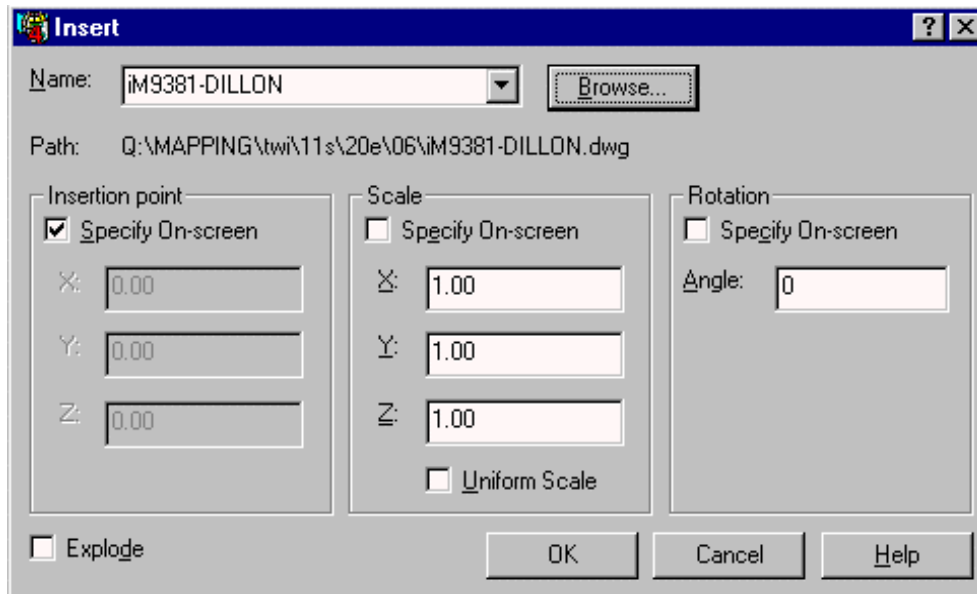 Insert
Name: iM9381-DILLON Browse...
Path: Q:\MAPPING\twi\11s\20e\06\iM9381-DILLON.dwg
Insertion point
Specify On-screen
X: 0.00
Y: 0.00
Z: 0.00
Scale
Specify On-screen
X: 1.00
Y: 1.00
Z: 1.00
Uniform Scale
Rotation
Specify On-screen
Angle: 0
Explode
OK Cancel Help